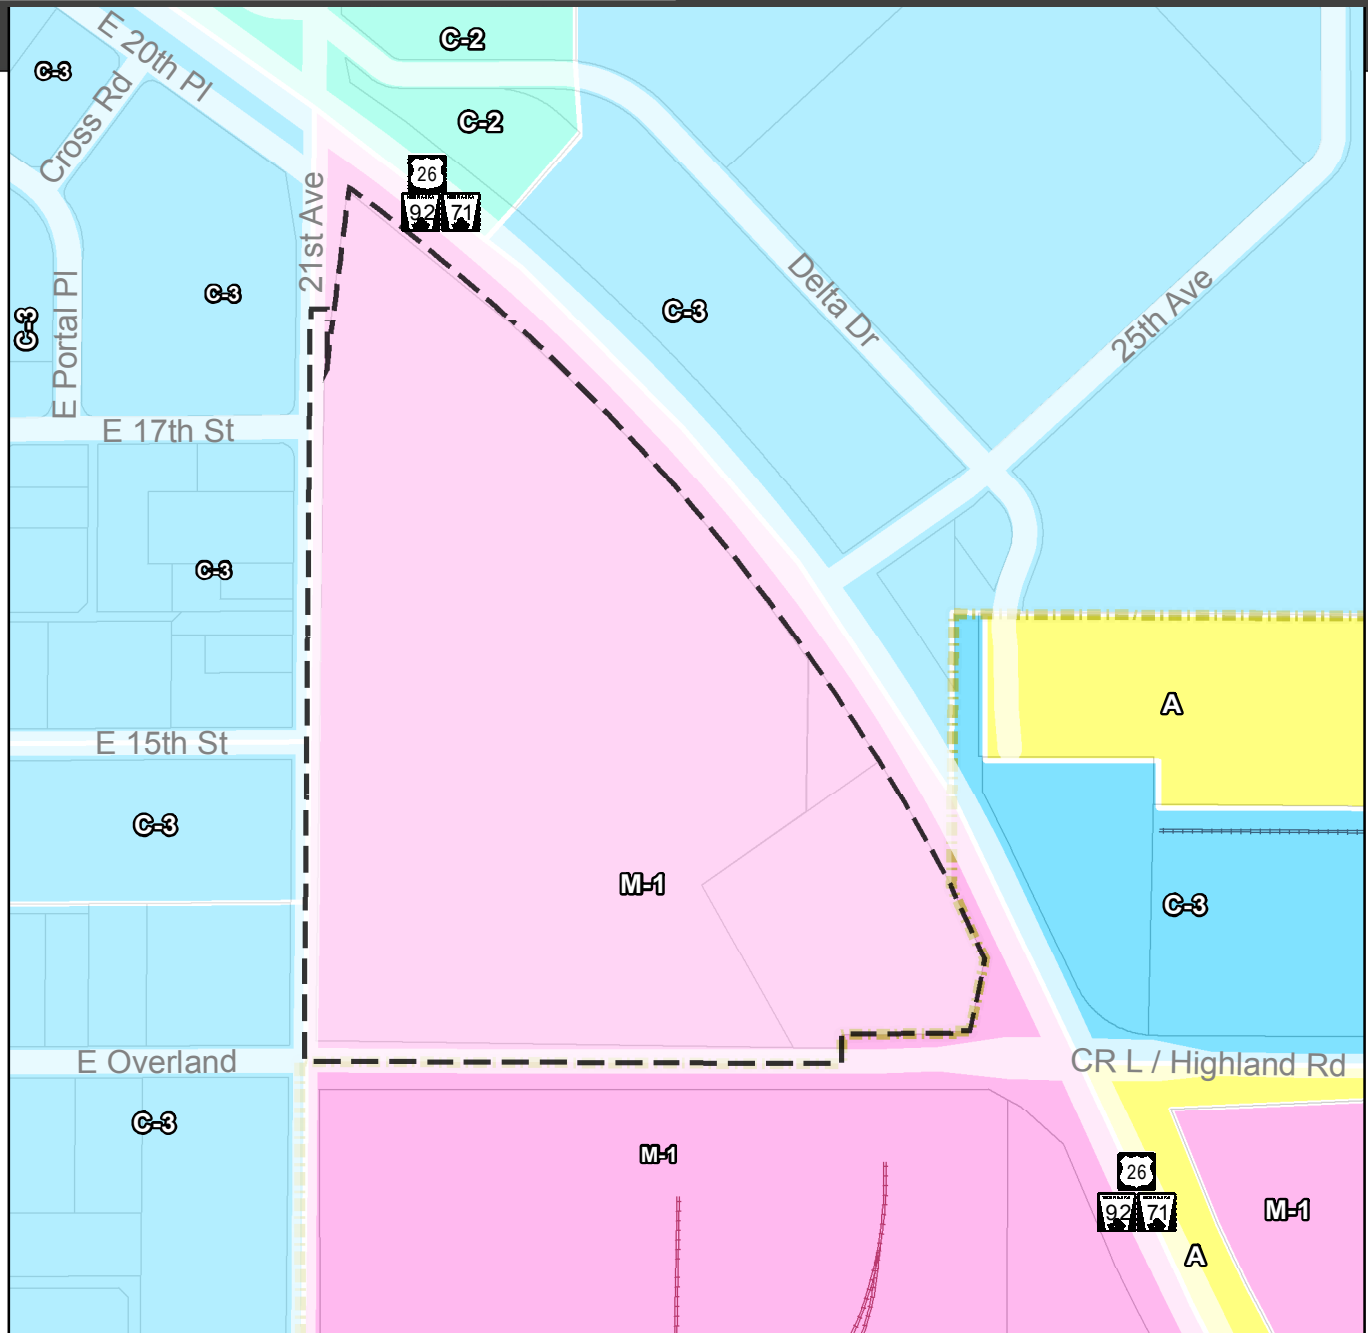 C-2
E 20th Pl
C-3
Cross Rd
C-2
26
92 71
21st Ave
C-3
C-3
E Portal Pl
C-3
Delta Dr
25th Ave
E 17th St
C-3
A
E 15th St
C-3
M-1
C-3
E Overland
CR L / Highland Rd
C-3
M-1
26
92 71
M-1
A